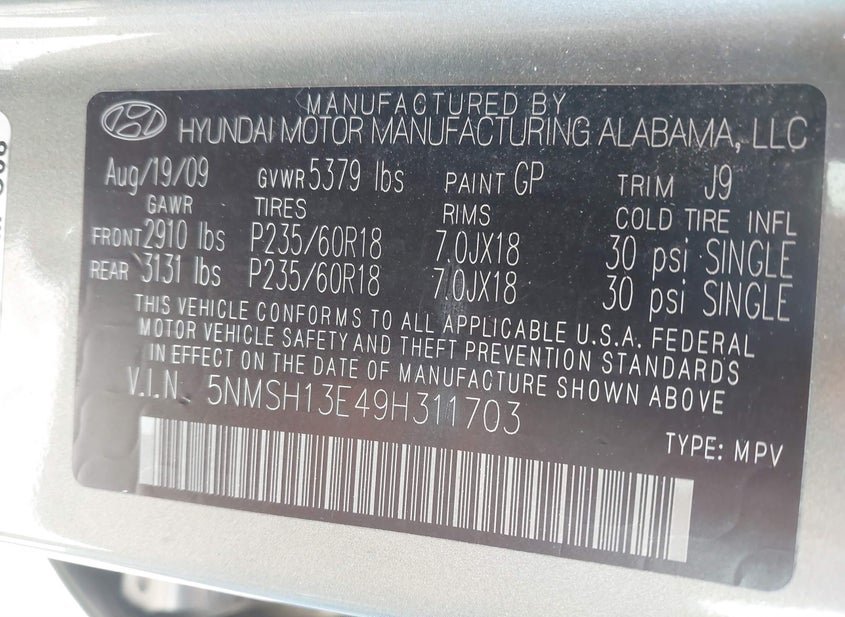 MANUFACTURED BY
HYUNDAI MOTOR MANUFACTURING ALABAMA, LLC
Aug/19/09 GVWR 5379 lbs PAINT GP TRIM J9
GAWR TIRES RIMS COLD TIRE INFL
FRONT 2910 lbs P235/60R18 7.0JX18 30 psi SINGLE
REAR 3131 lbs P235/60R18 7.0JX18 30 psi SINGLE
THIS VEHICLE CONFORMS TO ALL APPLICABLE U.S.A. FEDERAL
MOTOR VEHICLE SAFETY AND THEFT PREVENTION STANDARDS
IN EFFECT ON THE DATE OF MANUFACTURE SHOWN ABOVE
V.I.N. 5NMSH13E49H311703
TYPE: MPV